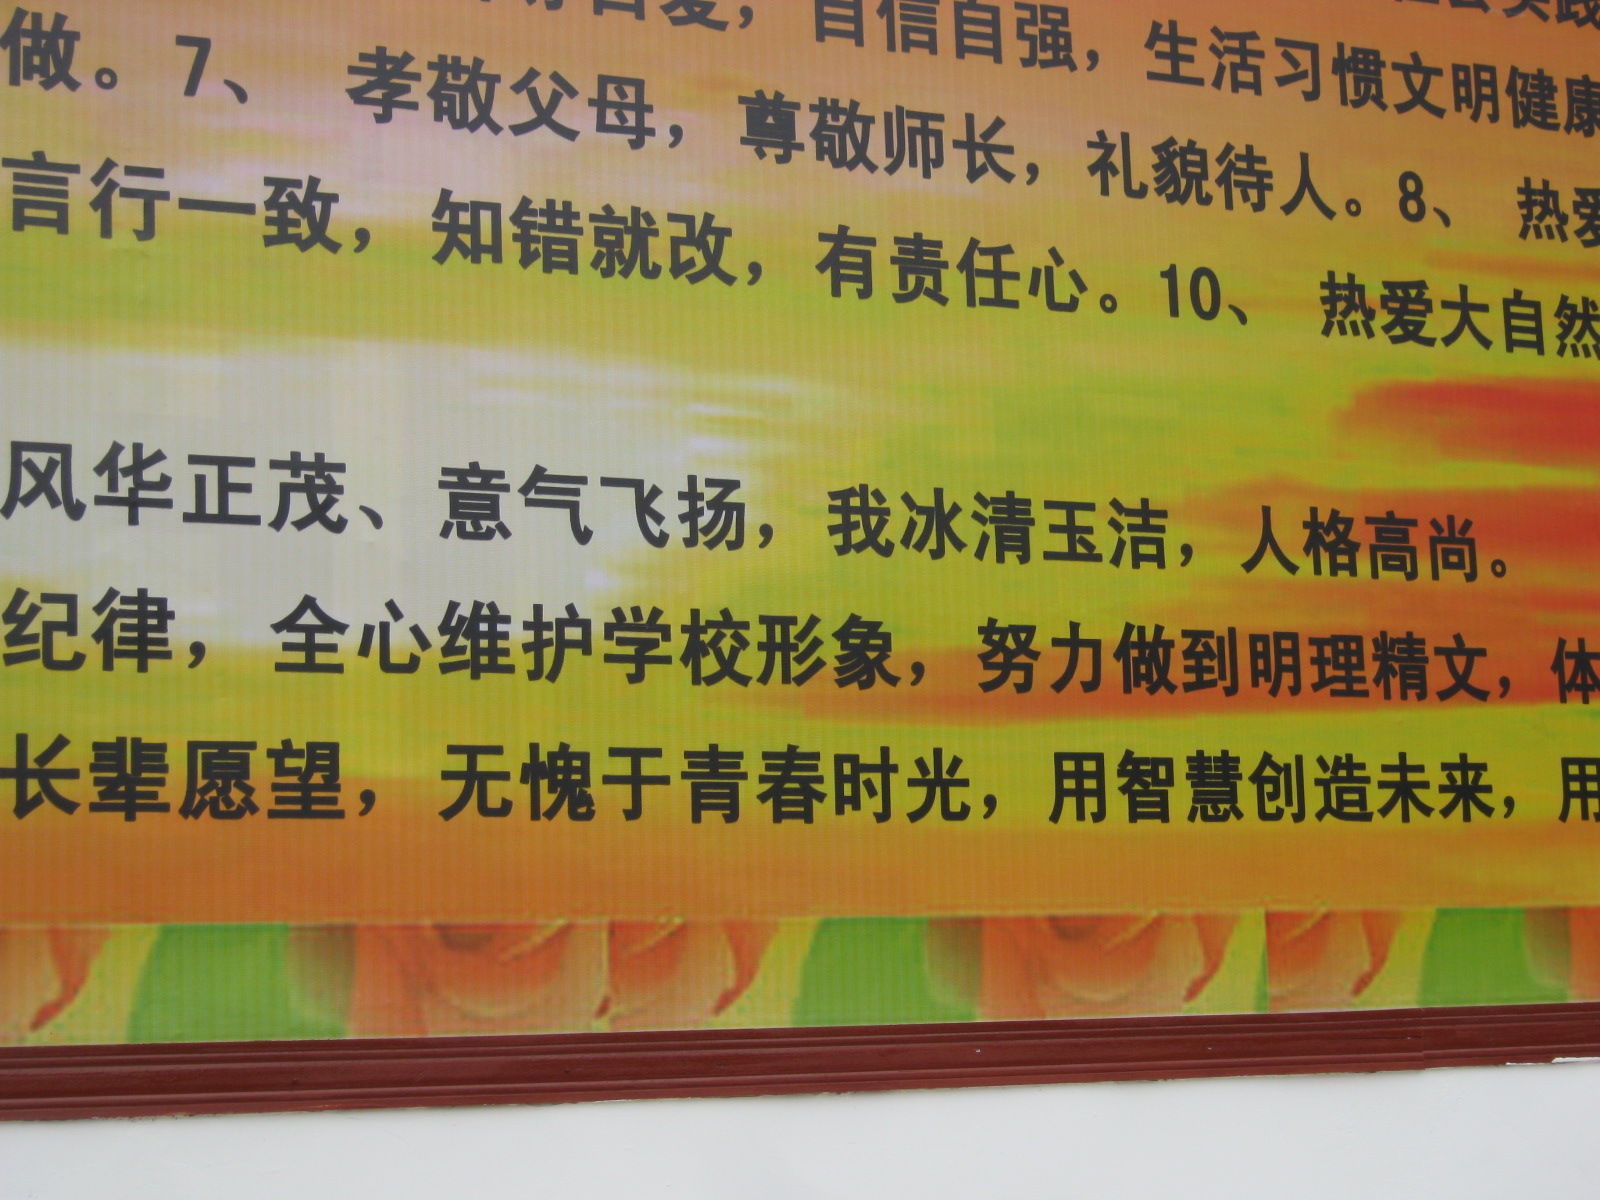 自爱，自信自强，生活习惯文明健康
做。7、 孝敬父母，尊敬师长，礼貌待人。8、 热爱
言行一致，知错就改，有责任心。10、 热爱大自然
风华正茂、意气飞扬，我冰清玉洁，人格高尚。
纪律，全心维护学校形象，努力做到明理精文，体
长辈愿望， 无愧于青春时光，用智慧创造未来，用